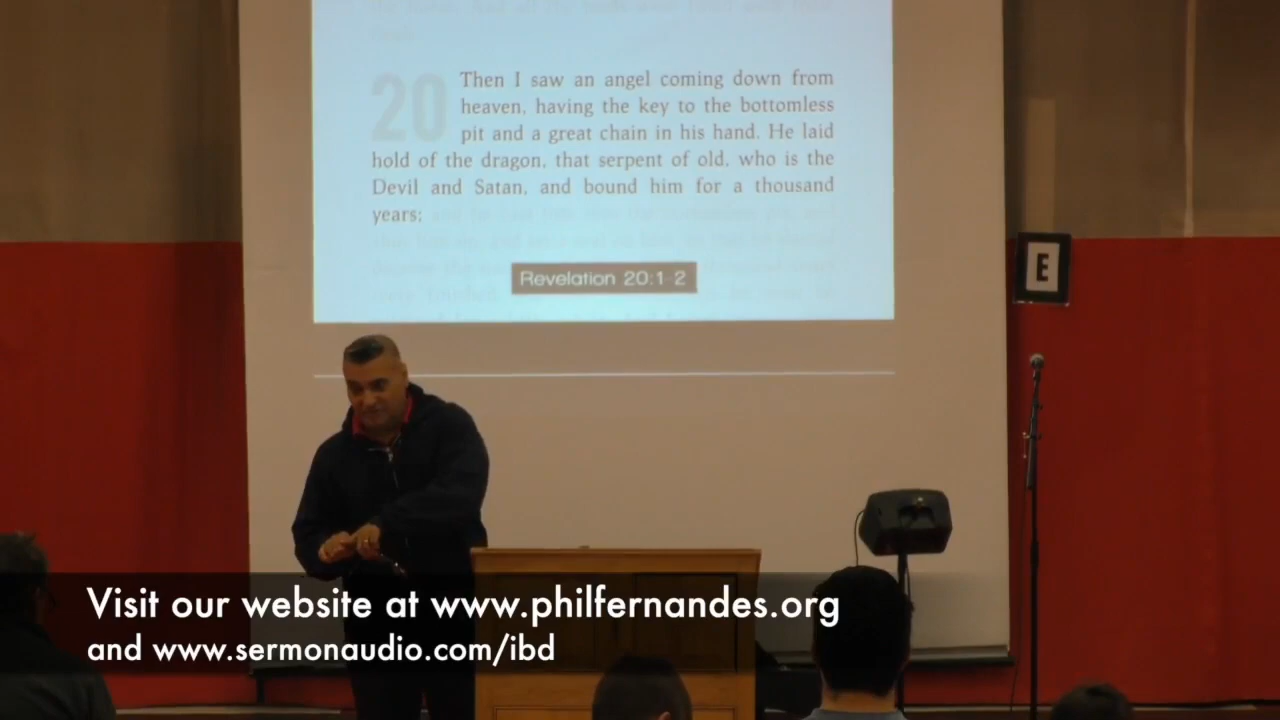 20 Then I saw an angel coming down from
heaven, having the key to the bottomless
pit and a great chain in his hand. He laid
hold of the dragon, that serpent of old, who is the
Devil and Satan, and bound him for a thousand
years;
Revelation 20:1-2
E
Visit our website at www.philfernandes.org
and www.sermonaudio.com/ibd